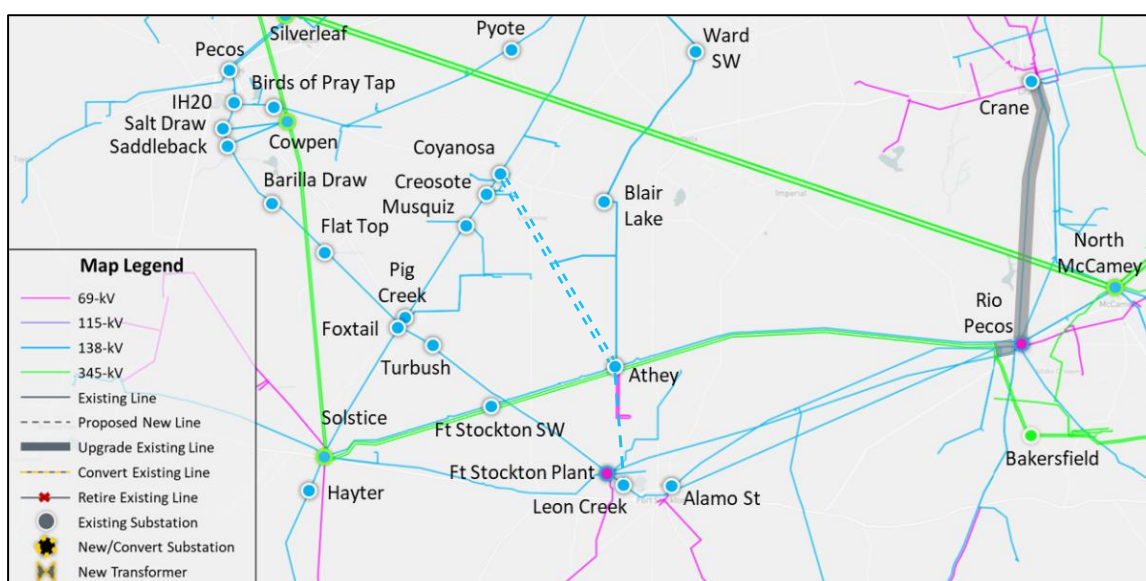 Silverleaf
Pyote
Ward
SW
Pecos
Birds of Pray Tap
IH20
Salt Draw
Saddleback
Cowpen
Crane
Coyanosa
Creosote
Musquiz
Barilla Draw
Blair
Lake
Imperial
Flat Top
North
McCamey
Map Legend
69-kV
115-kV
138-kV
345-kV
Existing Line
Proposed New Line
Upgrade Existing Line
Convert Existing Line
Retire Existing Line
Existing Substation
New/Convert Substation
New Transformer
Pig
Creek
Foxtail
Turbush
Rio
Pecos
Athey
Solstice
Ft Stockton SW
Ft Stockton Plant
Leon Creek
Alamo St
Hayter
Bakersfield